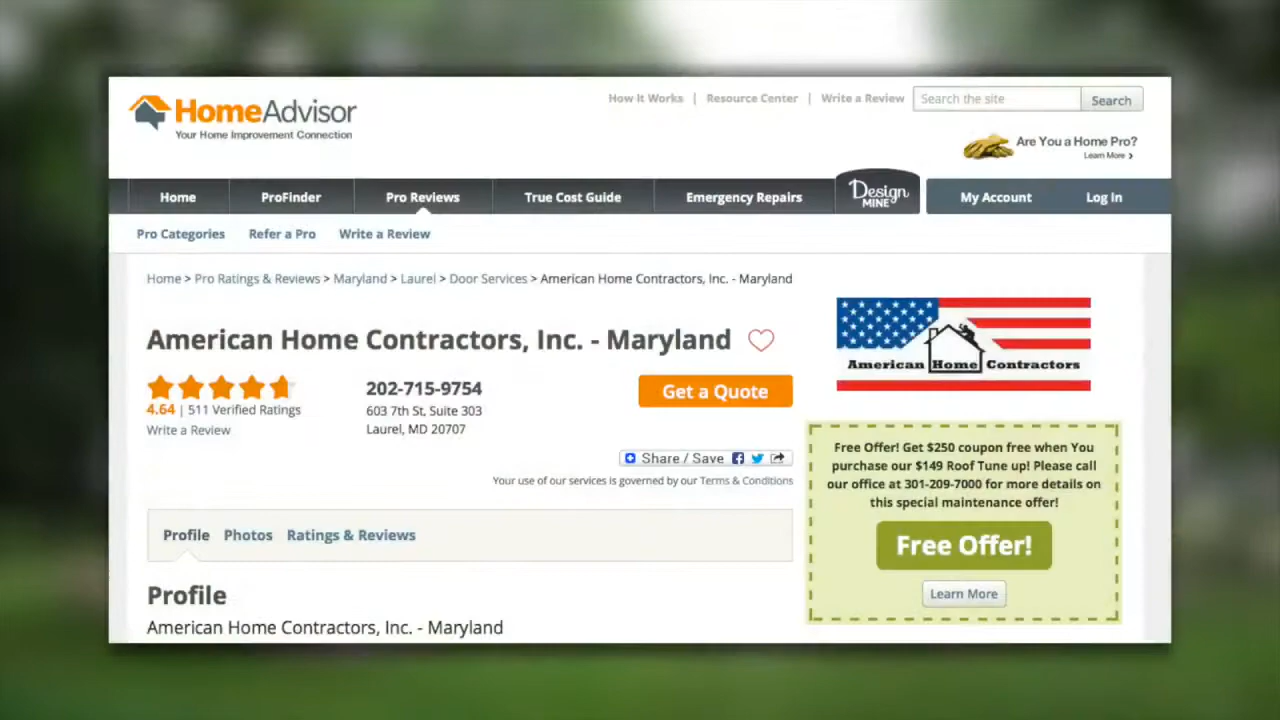 HomeAdvisor
Your Home Improvement Connection
How It Works | Resource Center | Write a Review
Search the site
Search
Are You a Home Pro?
Learn More >
Home
ProFinder
Pro Reviews
True Cost Guide
Emergency Repairs
Design
MINE
My Account
Log In
Pro Categories
Refer a Pro
Write a Review
Home > Pro Ratings & Reviews > Maryland > Laurel > Door Services > American Home Contractors, Inc. - Maryland
American Home Contractors, Inc. - Maryland
4.64 | 511 Verified Ratings
Write a Review
202-715-9754
603 7th St, Suite 303
Laurel, MD 20707
Get a Quote
Share / Save
Your use of our services is governed by our Terms & Conditions
American Home Contractors
Free Offer! Get $250 coupon free when You
purchase our $149 Roof Tune up! Please call
our office at 301-209-7000 for more details on
this special maintenance offer!
Free Offer!
Learn More
Profile
Photos
Ratings & Reviews
Profile
American Home Contractors, Inc. - Maryland